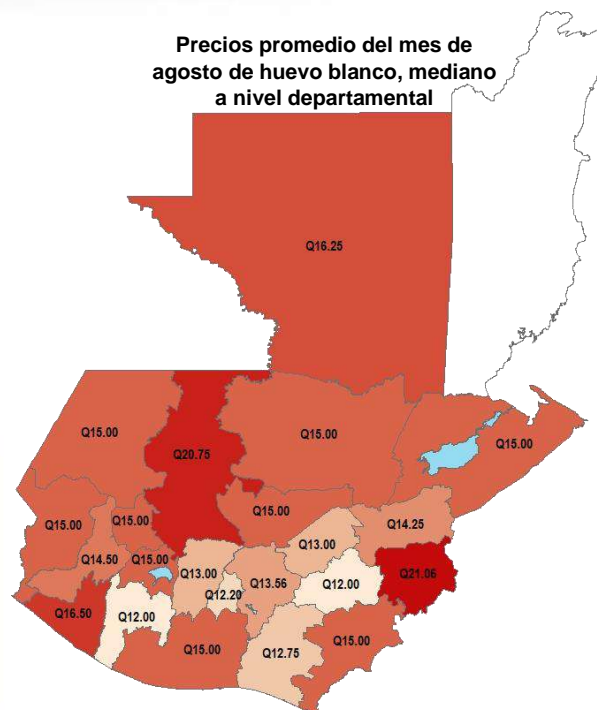 Precios promedio del mes de
agosto de huevo blanco, mediano
a nivel departamental
Q16.25
Q15.00
Q20.75
Q15.00
Q15.00
Q15.00
Q15.00
Q15.00
Q14.25
Q14.50
Q15.00
Q13.00
Q13.00
Q13.56
Q12.20
Q12.00
Q21.06
Q16.50
Q12.00
Q15.00
Q12.75
Q15.00